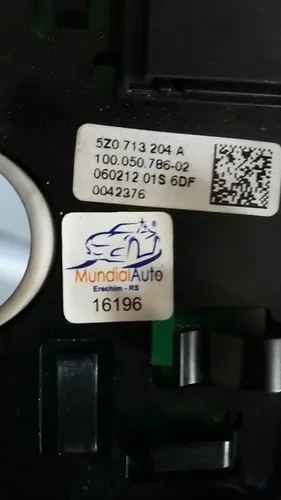 5Z0 713 204 A
100.050.786-02
060212 01S 6DF
0042376
MundialAuto
Erechim - RS
16196